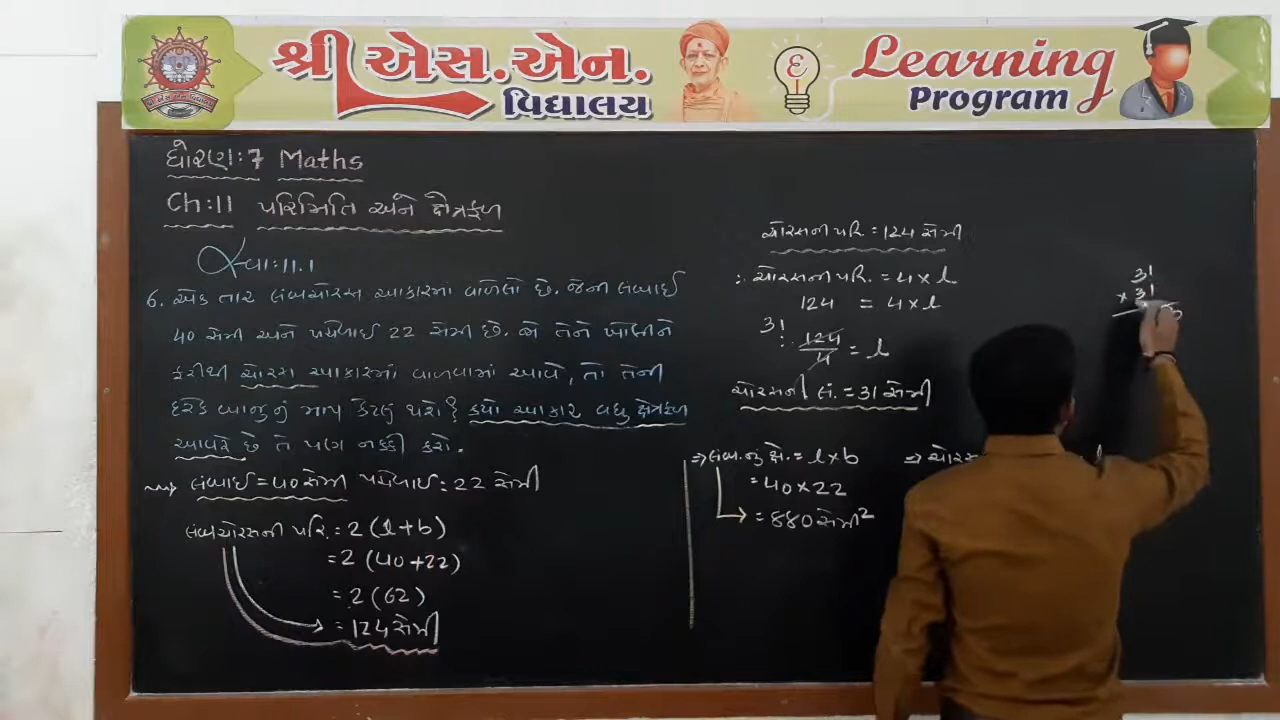 શ્રી એસ.એન.
વિદ્યાલય
Learning
Program
ધોરણ:7 Maths
Ch:11 પરિમિતિ અને ક્ષેત્રફળ
સ્વા:11.1
6. એક તાર લંબચોરસ આકારમાં વાળેલો છે. જેની લંબાઈ
40 સેમી અને પહોળાઈ 22 સેમી છે. જો તેને ખોલીને
ફરીથી ચોરસ આકારમાં વાળવામાં આવે, તો તેની
દરેક બાજુનું માપ કેટલું થશે? કયો આકાર વધુ ક્ષેત્રફળ
આવરે છે તે પણ નક્કી કરો.
લંબાઈ=40 સેમી પહોળાઈ:22 સેમી
લંબચોરસની પરિ.=2(l+b)
=2(40+22)
=2(62)
=124સેમી
ચોરસની પરિ=124 સેમી
∴ ચોરસની પરિ.=4×l
124 =4×l
31
∴ 124/4 = l
ચોરસની લં.=31 સેમી
⇒લંબ.નું ક્ષે.=l×b
=40×22
=880સેમી²
31
×31